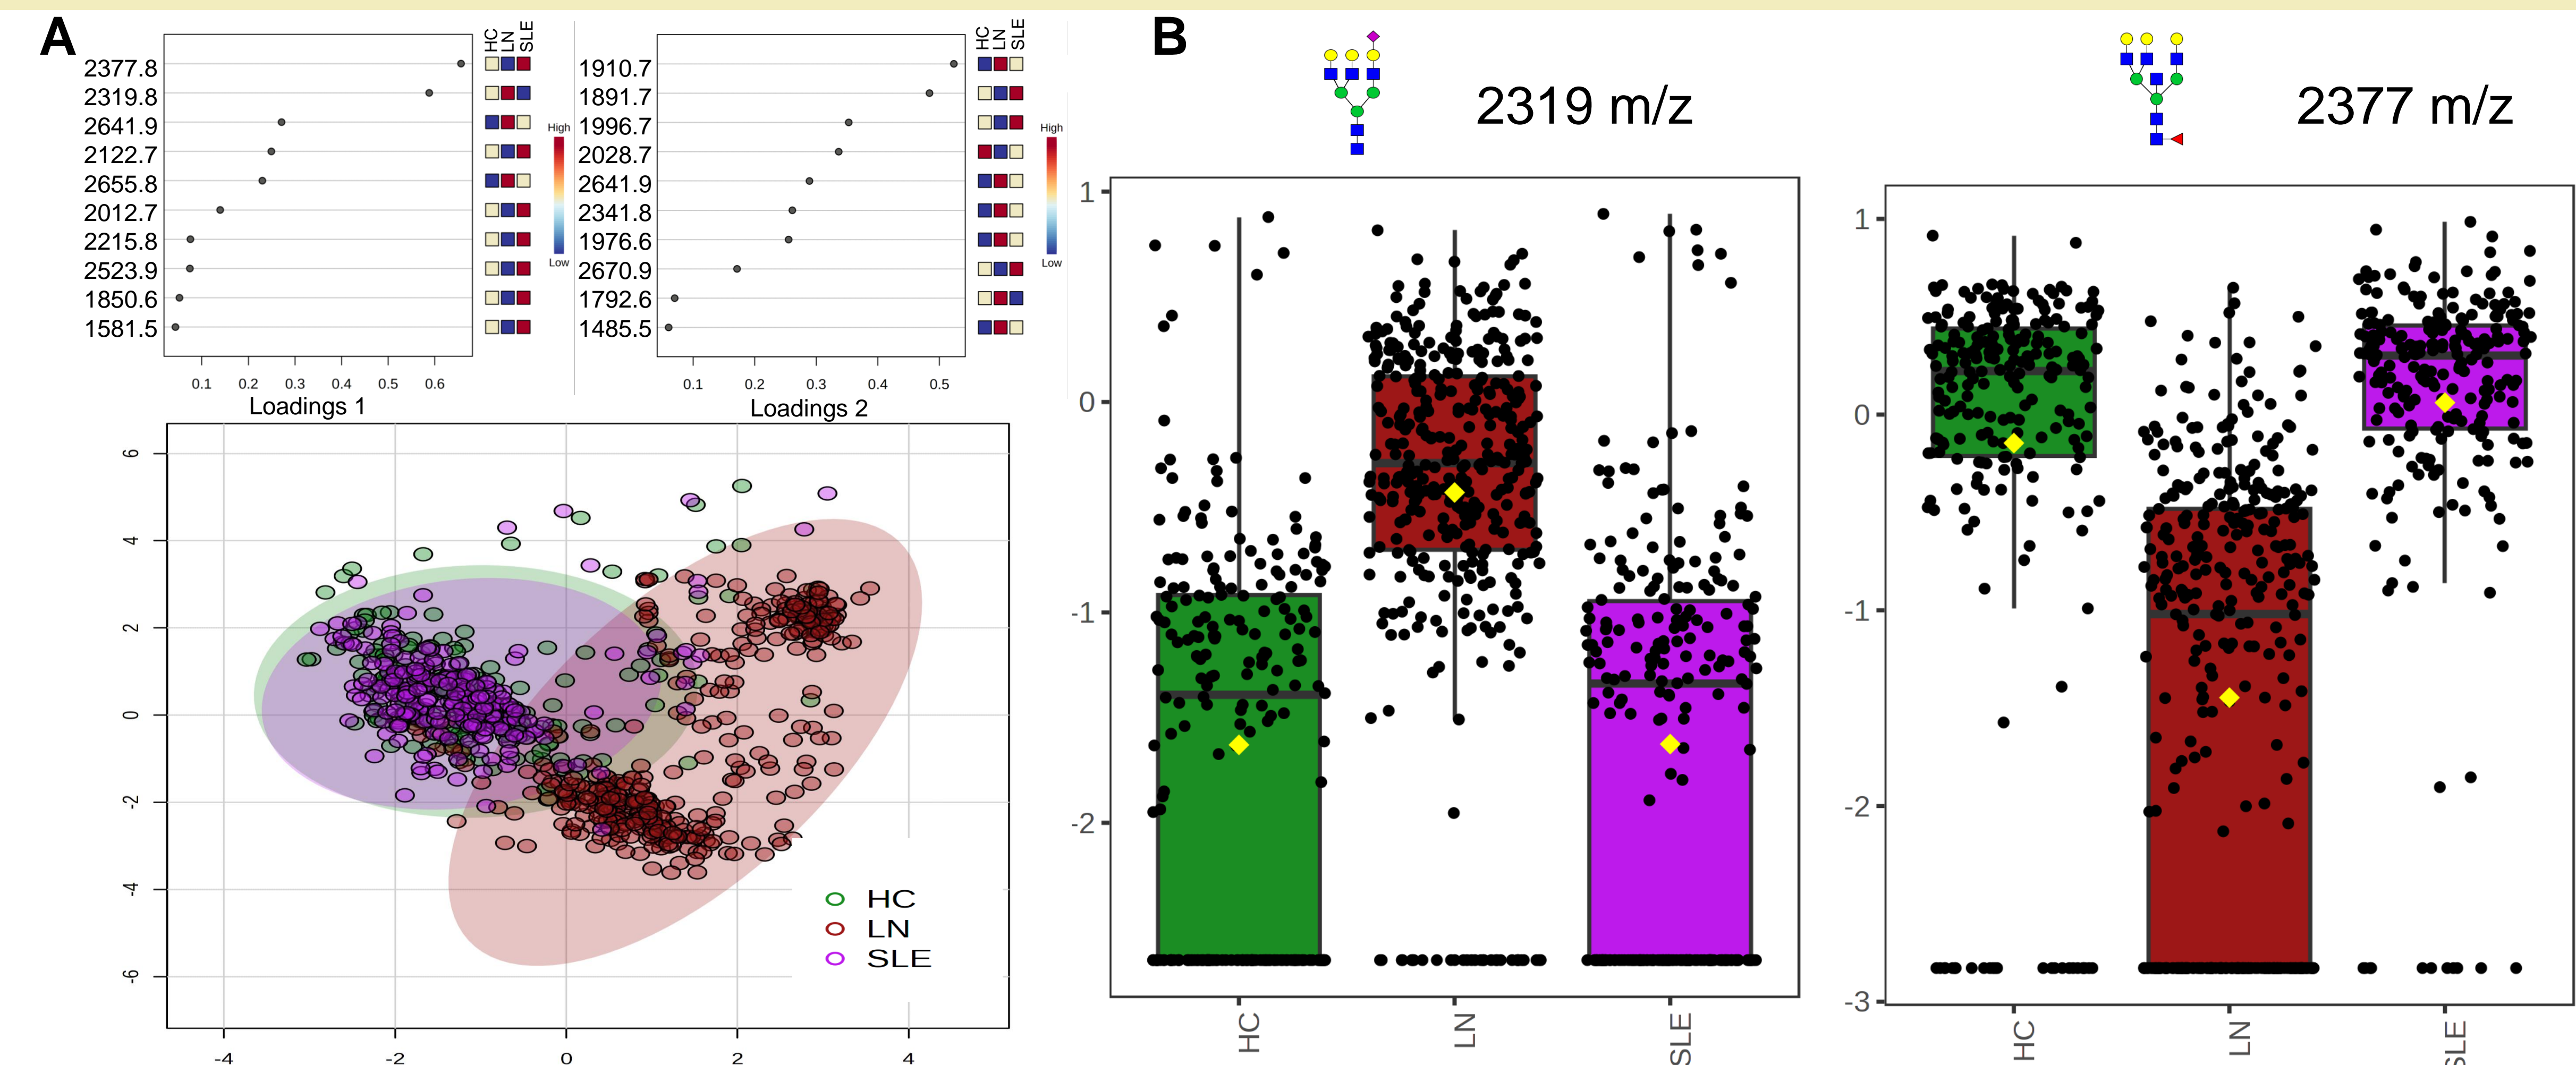 A
HC LN SLE
2377.8
2319.8
2641.9
2122.7
2655.8
2012.7
2215.8
2523.9
1850.6
1581.5
High
Low
0.1 0.2 0.3 0.4 0.5 0.6
Loadings 1
HC LN SLE
1910.7
1891.7
1996.7
2028.7
2641.9
2341.8
1976.6
2670.9
1792.6
1485.5
High
Low
0.1 0.2 0.3 0.4 0.5
Loadings 2
6
4
2
0
-2
-4
-6
-4 -2 0 2 4
HC
LN
SLE
B
2319 m/z
1
0
-1
-2
HC LN SLE
2377 m/z
1
0
-1
-2
-3
HC LN SLE